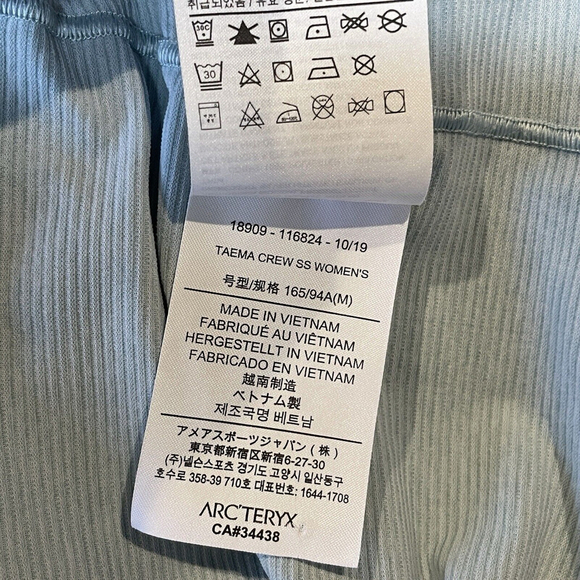 30C
30
18909 - 116824 - 10/19
TAEMA CREW SS WOMEN'S
号型/规格 165/94A(M)
MADE IN VIETNAM
FABRIQUÉ AU VIÊTNAM
HERGESTELLT IN VIETNAM
FABRICADO EN VIETNAM
越南制造
ベトナム製
제조국명 베트남
アメアスポーツジャパン (株)
東京都新宿区新宿6-27-30
(주)넬슨스포츠 경기도 고양시 일산동구
호수로 358-39 710호 대표번호: 1644-1708
ARC'TERYX
CA#34438